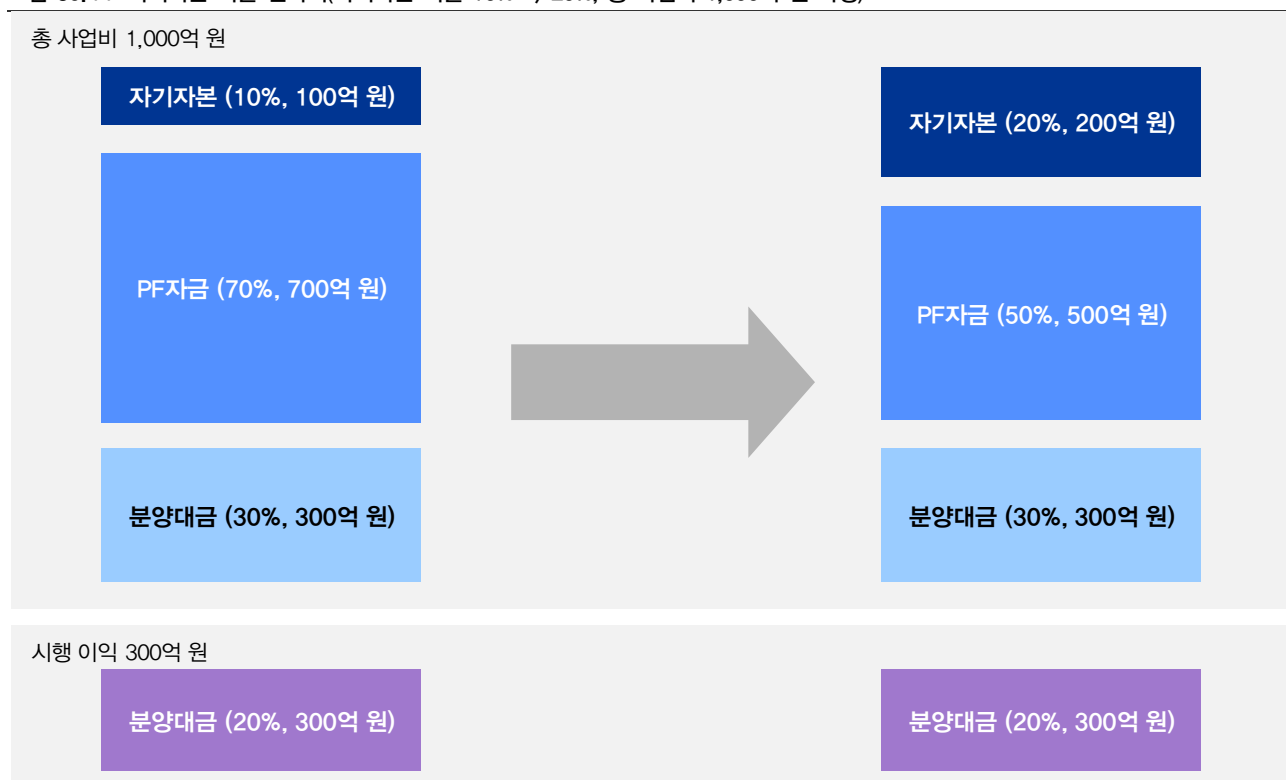 총 사업비 1,000억 원
자기자본 (10%, 100억 원)
자기자본 (20%, 200억 원)
PF자금 (70%, 700억 원)
PF자금 (50%, 500억 원)
분양대금 (30%, 300억 원)
분양대금 (30%, 300억 원)
시행 이익 300억 원
분양대금 (20%, 300억 원)
분양대금 (20%, 300억 원)